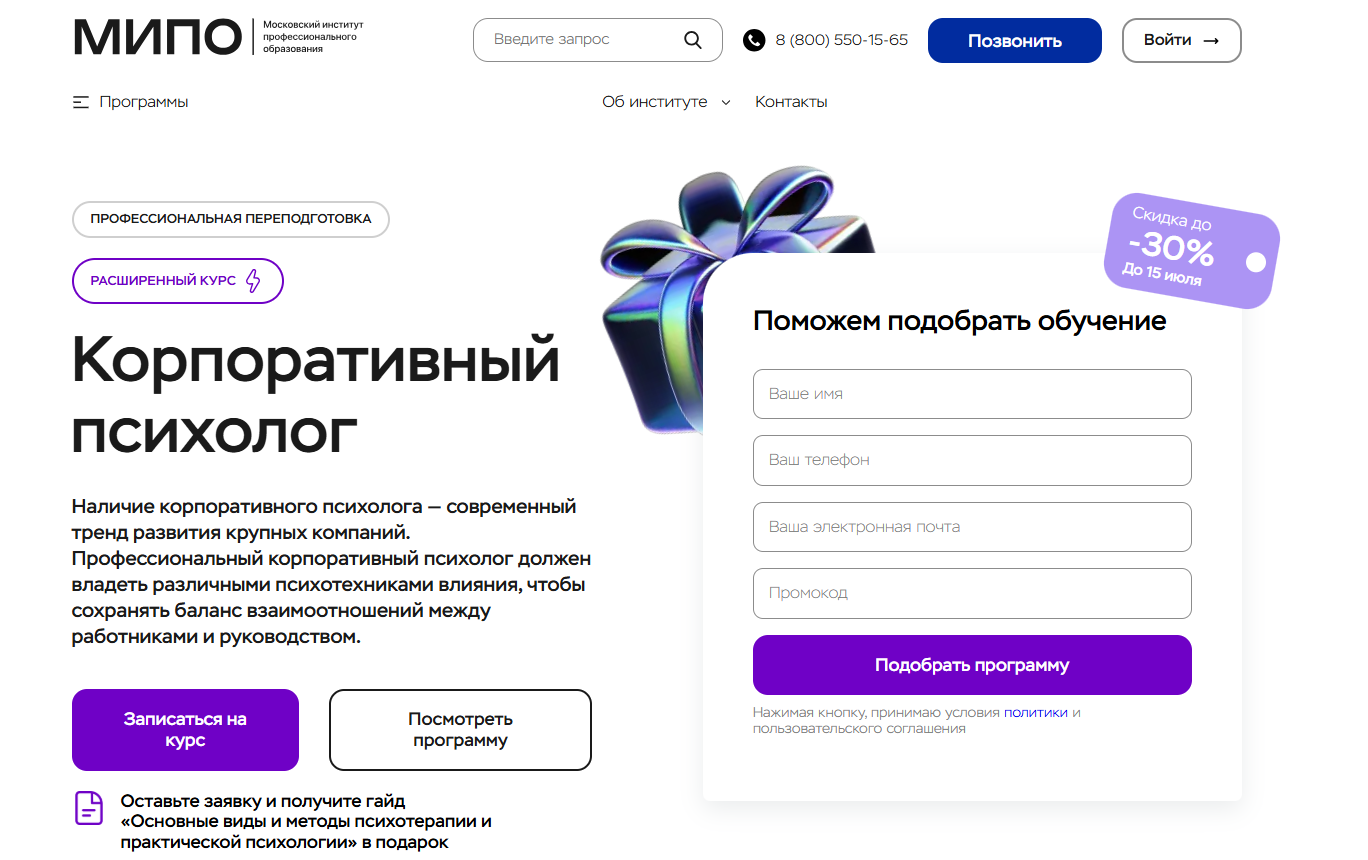 МИПО
Московский институт
профессионального
образования
Введите запрос
8 (800) 550-15-65
Позвонить
Войти →
Программы
Об институте
Контакты
ПРОФЕССИОНАЛЬНАЯ ПЕРЕПОДГОТОВКА
РАСШИРЕННЫЙ КУРС
Корпоративный
психолог
Наличие корпоративного психолога — современный
тренд развития крупных компаний.
Профессиональный корпоративный психолог должен
владеть различными психотехниками влияния, чтобы
сохранять баланс взаимоотношений между
работниками и руководством.
Записаться на
курс
Посмотреть
программу
Оставьте заявку и получите гайд
«Основные виды и методы психотерапии и
практической психологии» в подарок
Скидка до
-30%
До 15 июля
Поможем подобрать обучение
Ваше имя
Ваш телефон
Ваша электронная почта
Промокод
Подобрать программу
Нажимая кнопку, принимаю условия политики и
пользовательского соглашения